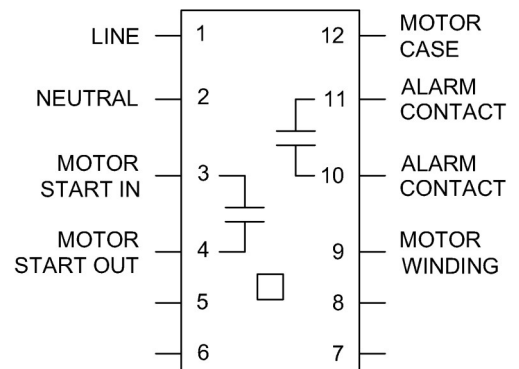 LINE
1
12
MOTOR
CASE
NEUTRAL
2
11
ALARM
CONTACT
MOTOR
START IN
3
10
ALARM
CONTACT
MOTOR
START OUT
4
9
MOTOR
WINDING
5
8
6
7